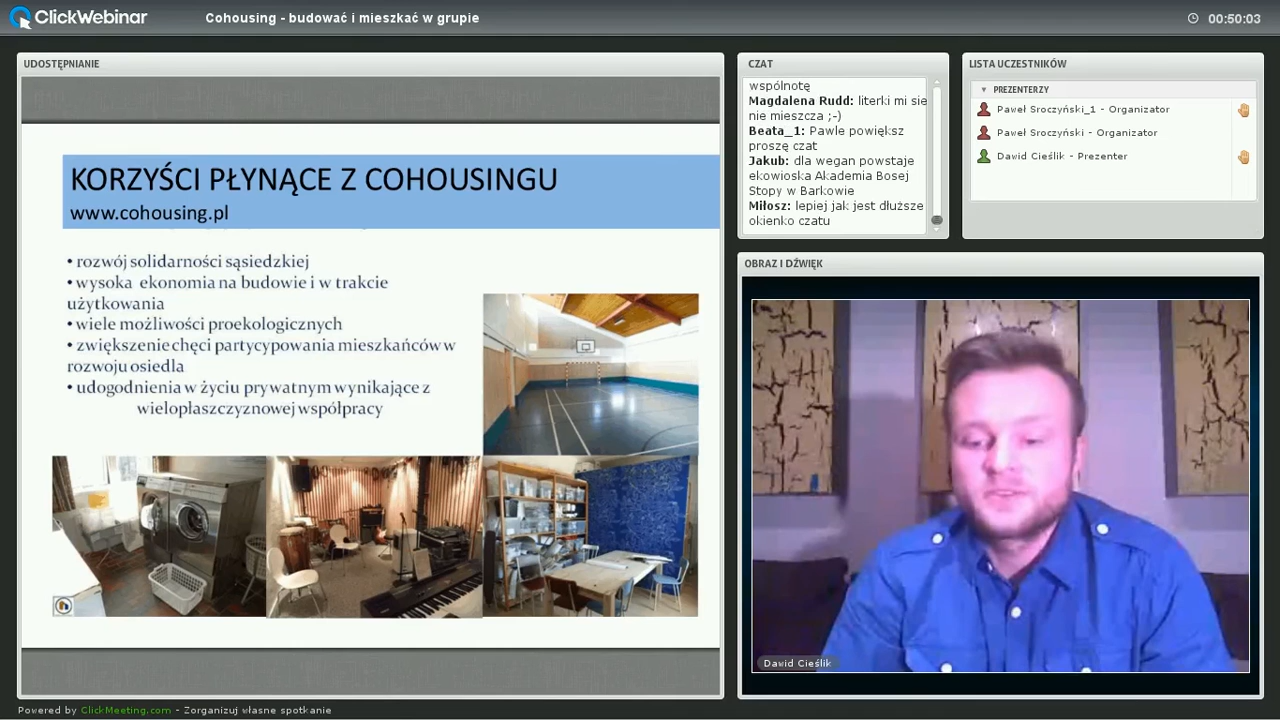 ClickWebinar
Cohousing - budować i mieszkać w grupie
00:50:03
UDOSTĘPNIANIE
KORZYŚCI PŁYNĄCE Z COHOUSINGU
www.cohousing.pl
• rozwój solidarności sąsiedzkiej
• wysoka ekonomia na budowie i w trakcie
użytkowania
• wiele możliwości proekologicznych
• zwiększenie chęci partycypowania mieszkańców w
rozwoju osiedla
• udogodnienia w życiu prywatnym wynikające z
wielopłaszczyznowej współpracy
CZAT
wspólnotę
Magdalena Rudd: literki mi się
nie mieszcza ;-)
Beata_1: Pawle powiększ
proszę czat
Jakub: dla wegan powstaje
ekowioska Akademia Bosej
Stopy w Barkowie
Miłosz: lepiej jak jest dłuższe
okienko czatu
LISTA UCZESTNIKÓW
PREZENTERZY
Paweł Sroczyński_1 - Organizator
Paweł Sroczyński - Organizator
Dawid Cieślik - Prezenter
OBRAZ I DŹWIĘK
Dawid Cieślik
Powered by ClickMeeting.com - Zorganizuj własne spotkanie